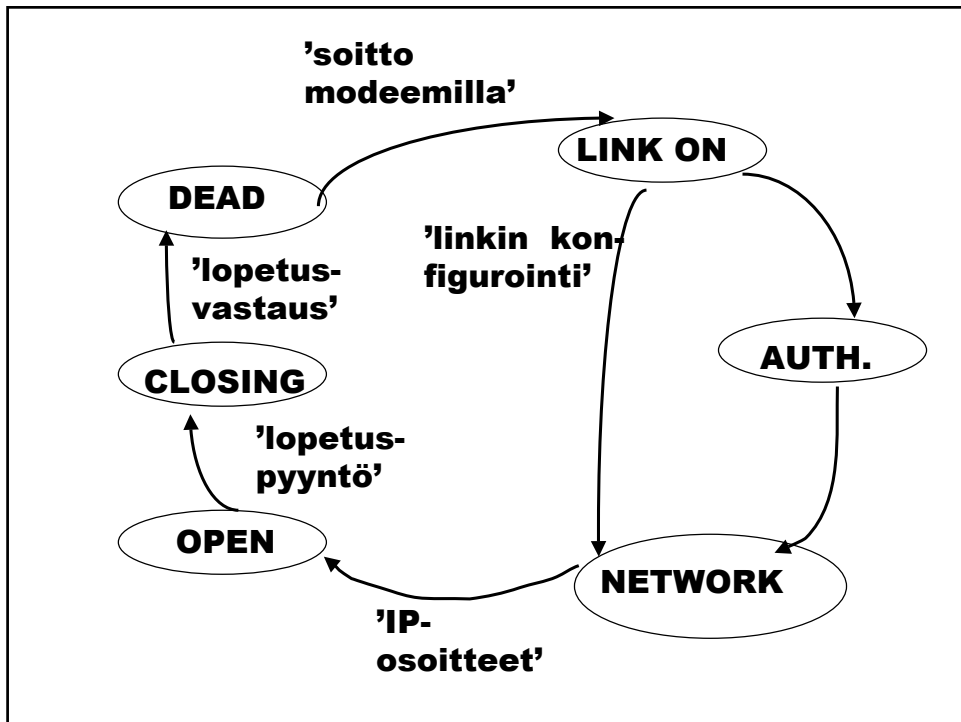 ’soitto
modeemilla’
LINK ON
DEAD
’linkin kon-
figurointi’
’lopetus-
vastaus’
AUTH.
CLOSING
’lopetus-
pyyntö’
OPEN
NETWORK
’IP-
osoitteet’